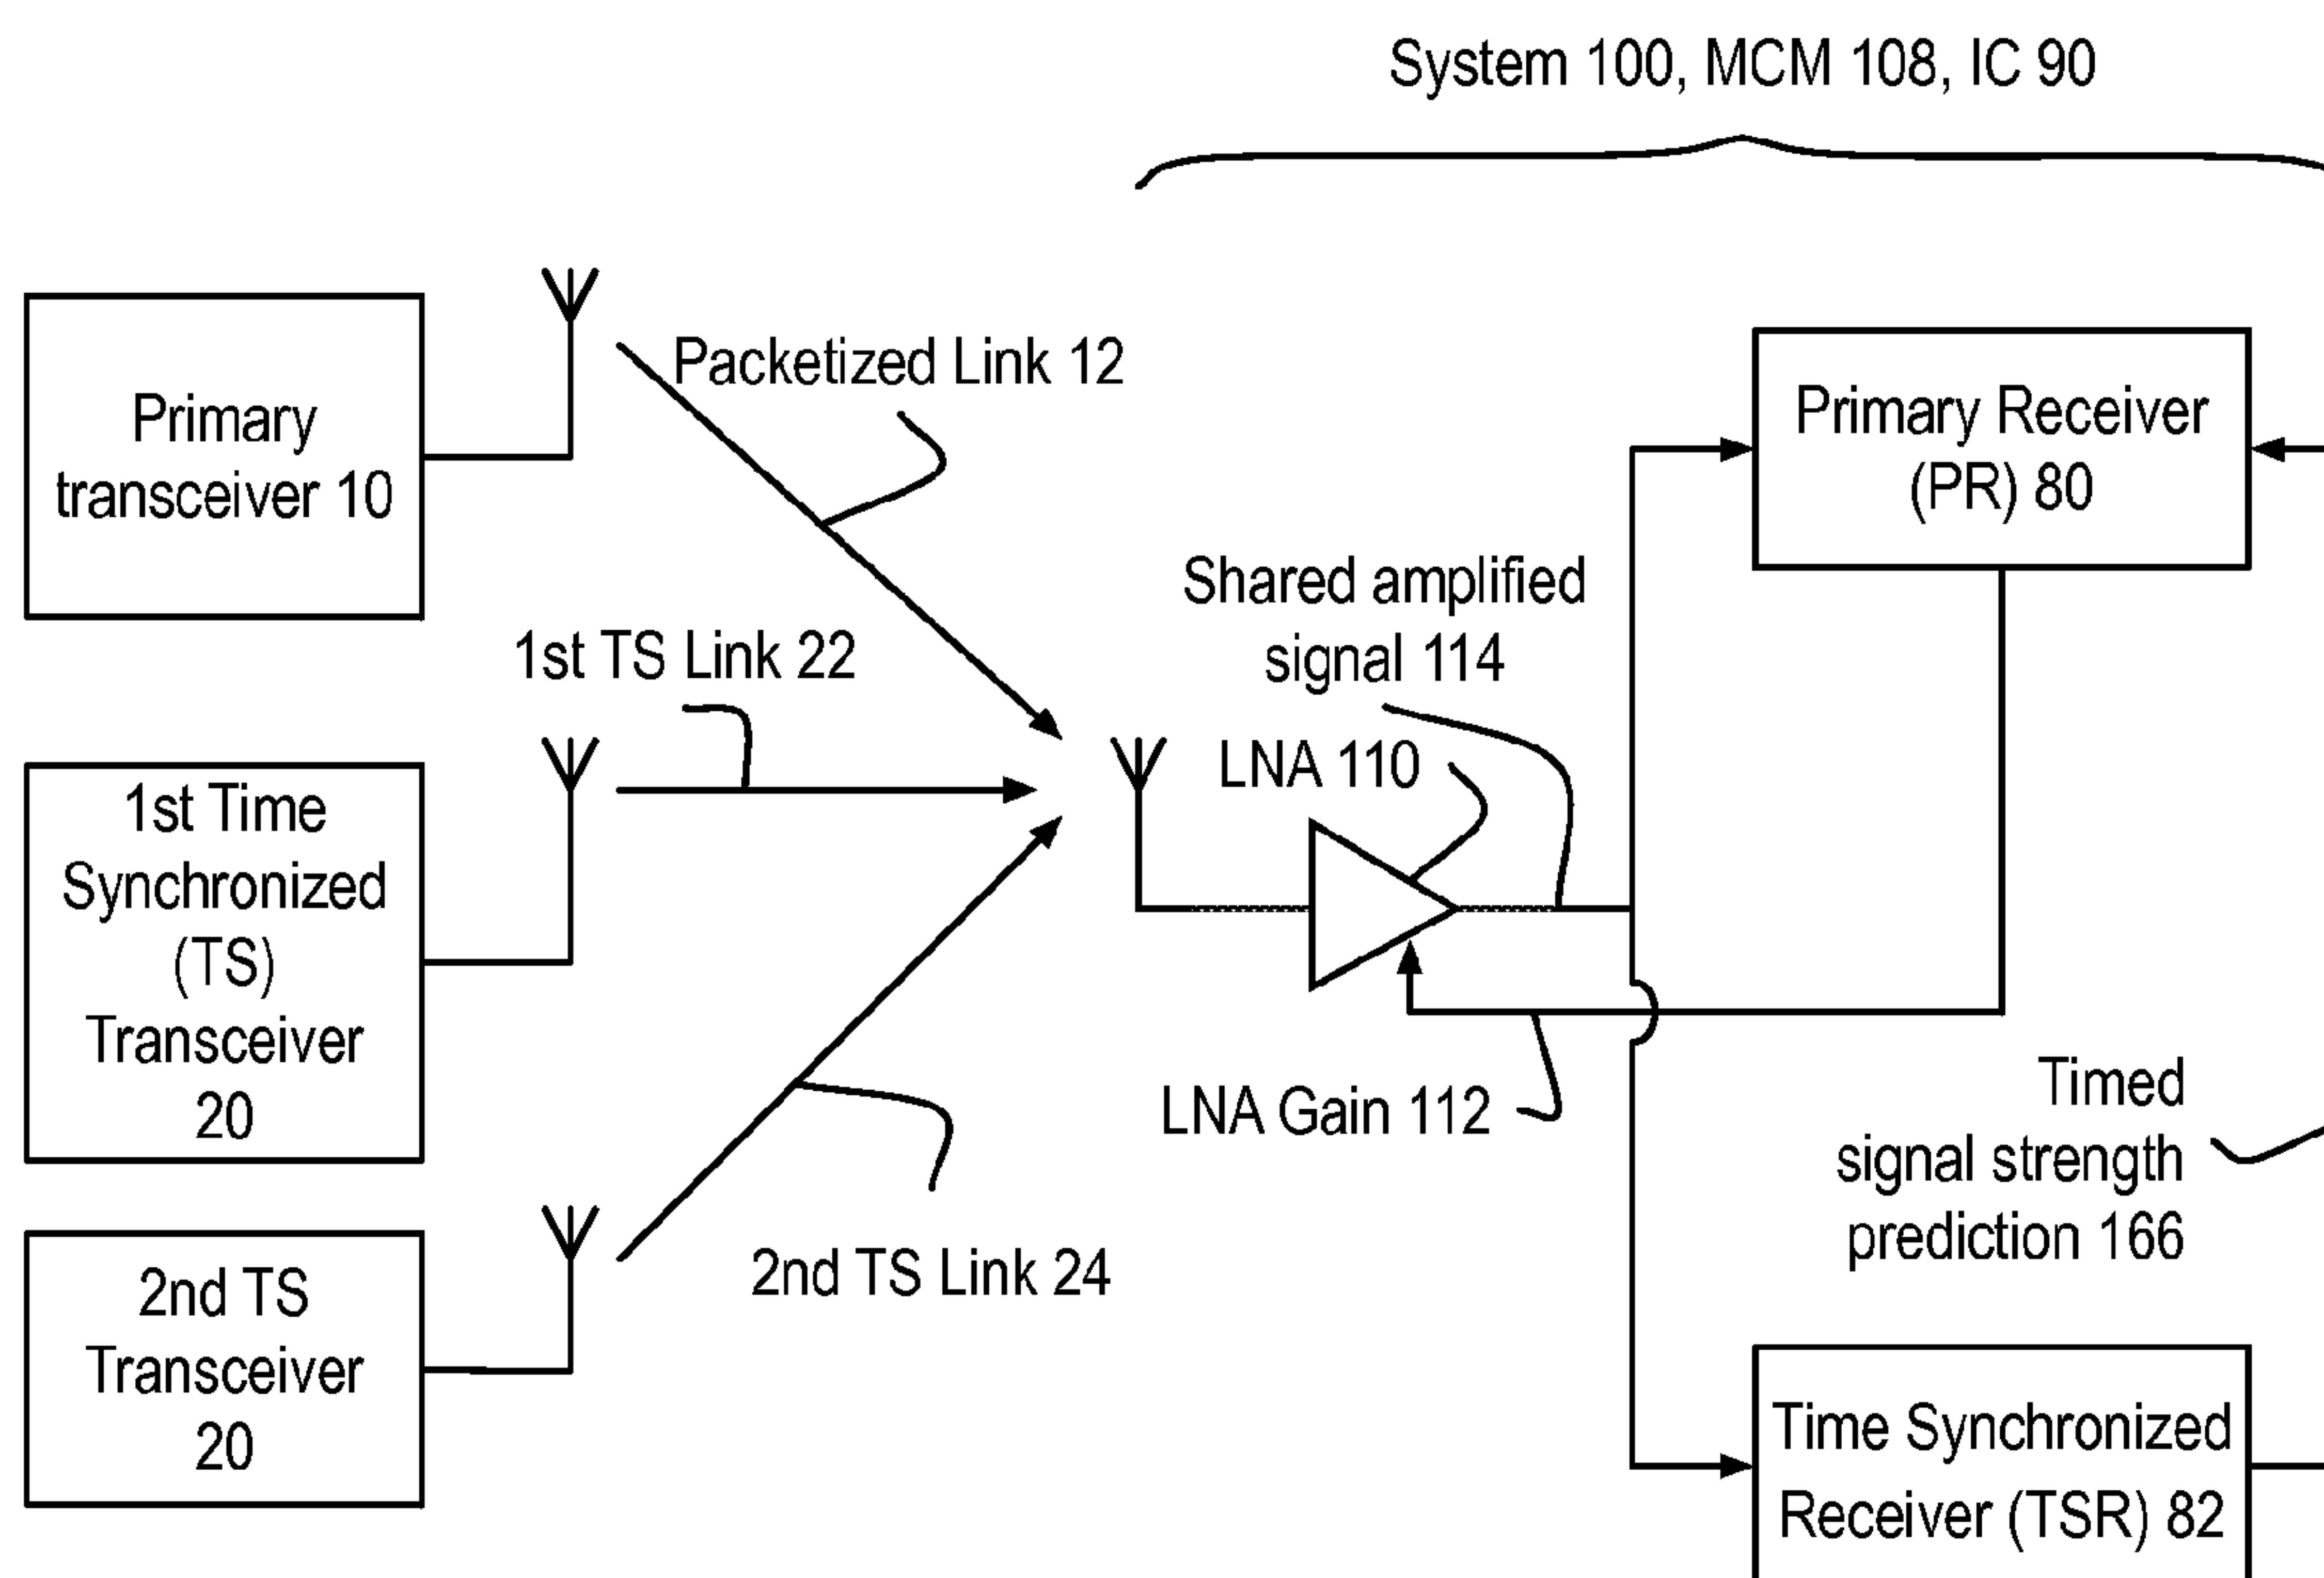 System 100, MCM 108, IC 90
Primary
transceiver 10
Packetized Link 12
Primary Receiver
(PR) 80
Shared amplified
signal 114
1st TS Link 22
LNA 110
1st Time
Synchronized
(TS)
Transceiver
20
LNA Gain 112
Timed
signal strength
prediction 166
2nd TS Link 24
2nd TS
Transceiver
20
Time Synchronized
Receiver (TSR) 82